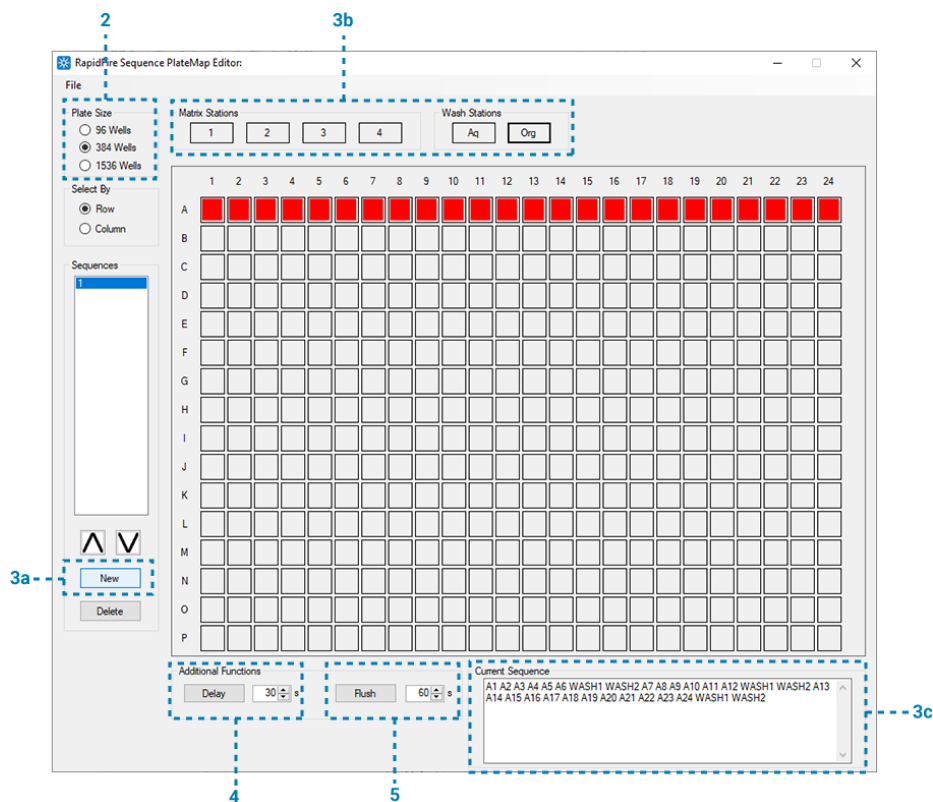 2
3b
RapidFire Sequence PlateMap Editor:
File
Plate Size
96 Wells
384 Wells
1536 Wells
Matrix Stations
1 2 3 4
Wash Stations
Aq Org
Select By
Row
Column
Sequences
1
1 2 3 4 5 6 7 8 9 10 11 12 13 14 15 16 17 18 19 20 21 22 23 24
A
B
C
D
E
F
G
H
I
J
K
L
M
N
O
P
3a
New
Delete
Additional Functions
Delay 30 s
Flush 60 s
Current Sequence
A1 A2 A3 A4 A5 A6 WASH1 WASH2 A7 A8 A9 A10 A11 A12 WASH1 WASH2 A13
A14 A15 A16 A17 A18 A19 A20 A21 A22 A23 A24 WASH1 WASH2
3c
4
5